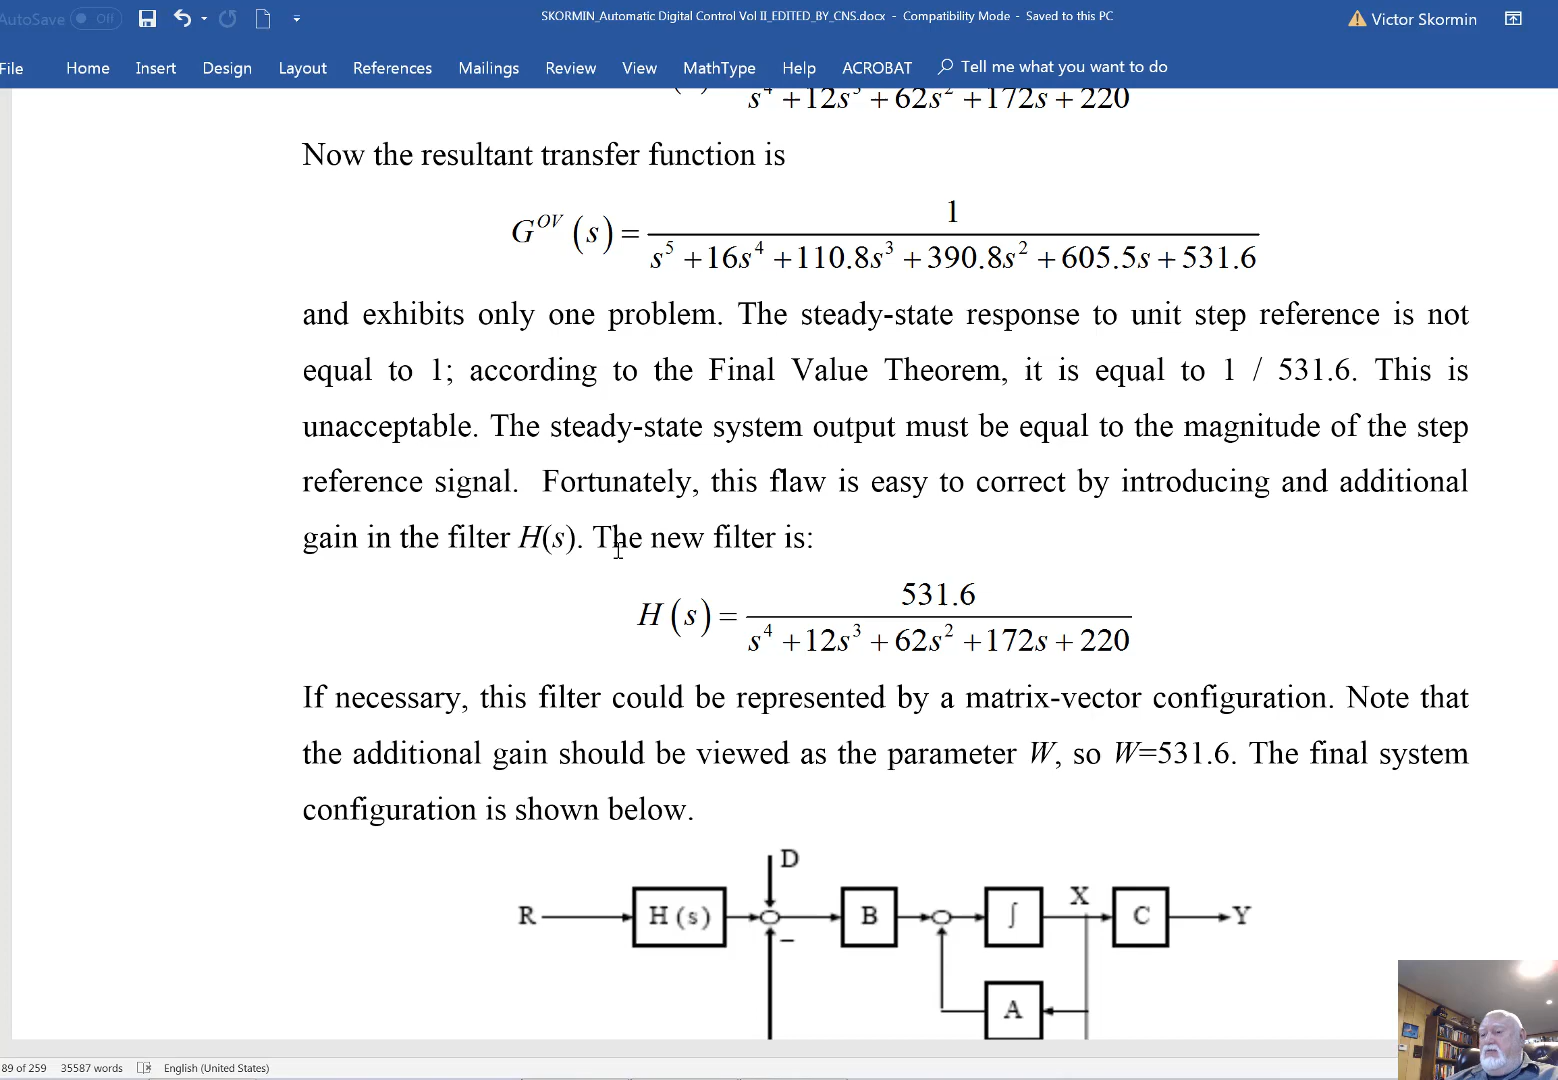 AutoSave Off SKORMIN_Automatic Digital Control Vol II_EDITED_BY_CNS.docx - Compatibility Mode - Saved to this PC Victor Skormin
File Home Insert Design Layout References Mailings Review View MathType Help ACROBAT Tell me what you want to do
s⁴ +12s³ +62s² +172s+220
Now the resultant transfer function is
1
G^OV (s) =
s⁵ +16s⁴ +110.8s³ +390.8s² +605.5s+531.6
and exhibits only one problem. The steady-state response to unit step reference is not
equal to 1; according to the Final Value Theorem, it is equal to 1 / 531.6. This is
unacceptable. The steady-state system output must be equal to the magnitude of the step
reference signal. Fortunately, this flaw is easy to correct by introducing and additional
gain in the filter H(s). The new filter is:
531.6
H(s) =
s⁴ +12s³ +62s² +172s+220
If necessary, this filter could be represented by a matrix-vector configuration. Note that
the additional gain should be viewed as the parameter W, so W=531.6. The final system
configuration is shown below.
D
R H(s) B ∫ X C Y
−
A
89 of 259 35587 words English (United States)